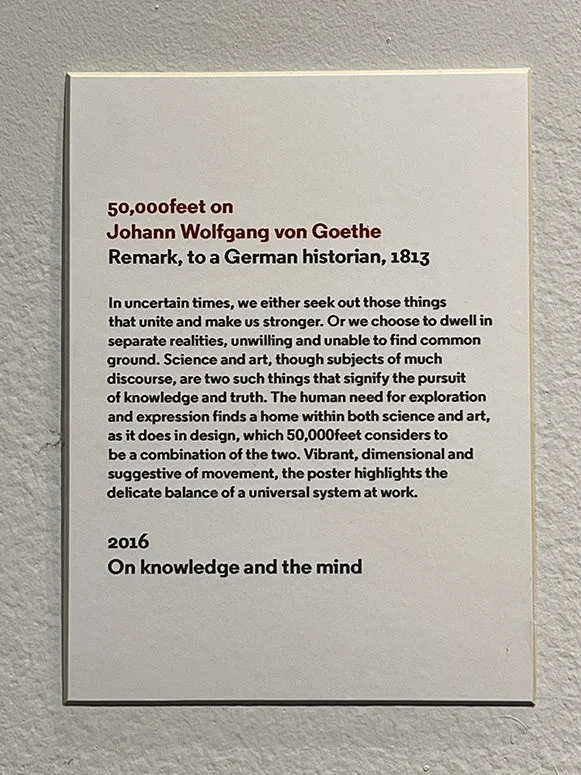 50,000feet on
Johann Wolfgang von Goethe
Remark, to a German historian, 1813
In uncertain times, we either seek out those things
that unite and make us stronger. Or we choose to dwell in
separate realities, unwilling and unable to find common
ground. Science and art, though subjects of much
discourse, are two such things that signify the pursuit
of knowledge and truth. The human need for exploration
and expression finds a home within both science and art,
as it does in design, which 50,000feet considers to
be a combination of the two. Vibrant, dimensional and
suggestive of movement, the poster highlights the
delicate balance of a universal system at work.
2016
On knowledge and the mind